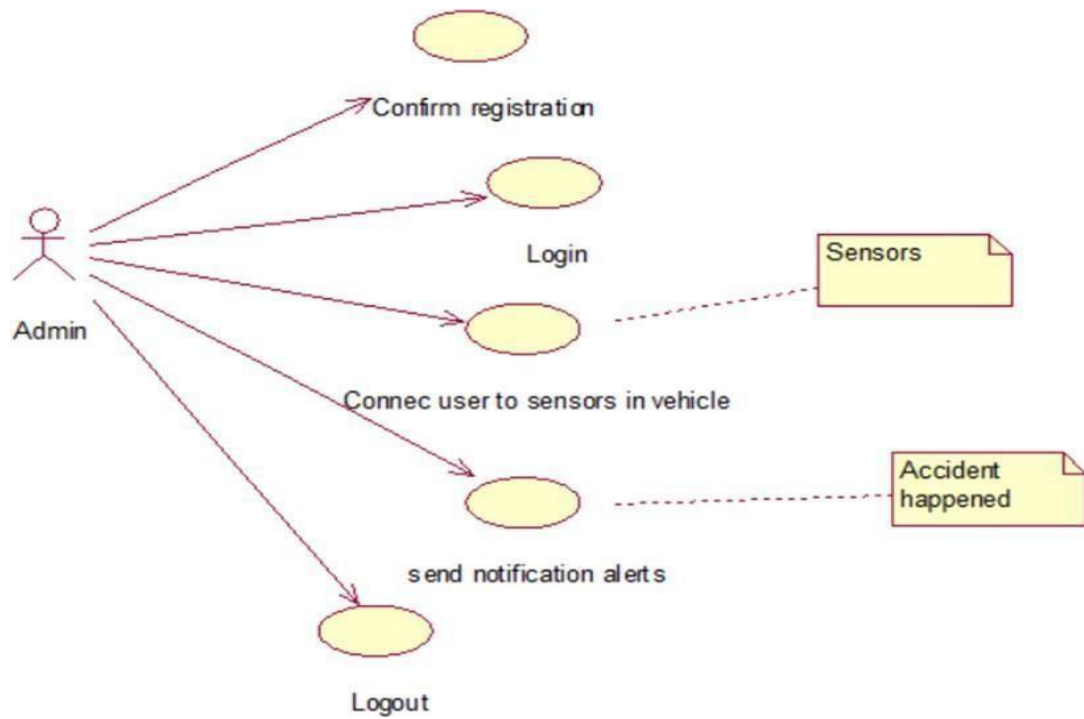 Confirm registration
Login
Sensors
Admin
Connec user to sensors in vehicle
Accident
happened
send notification alerts
Logout